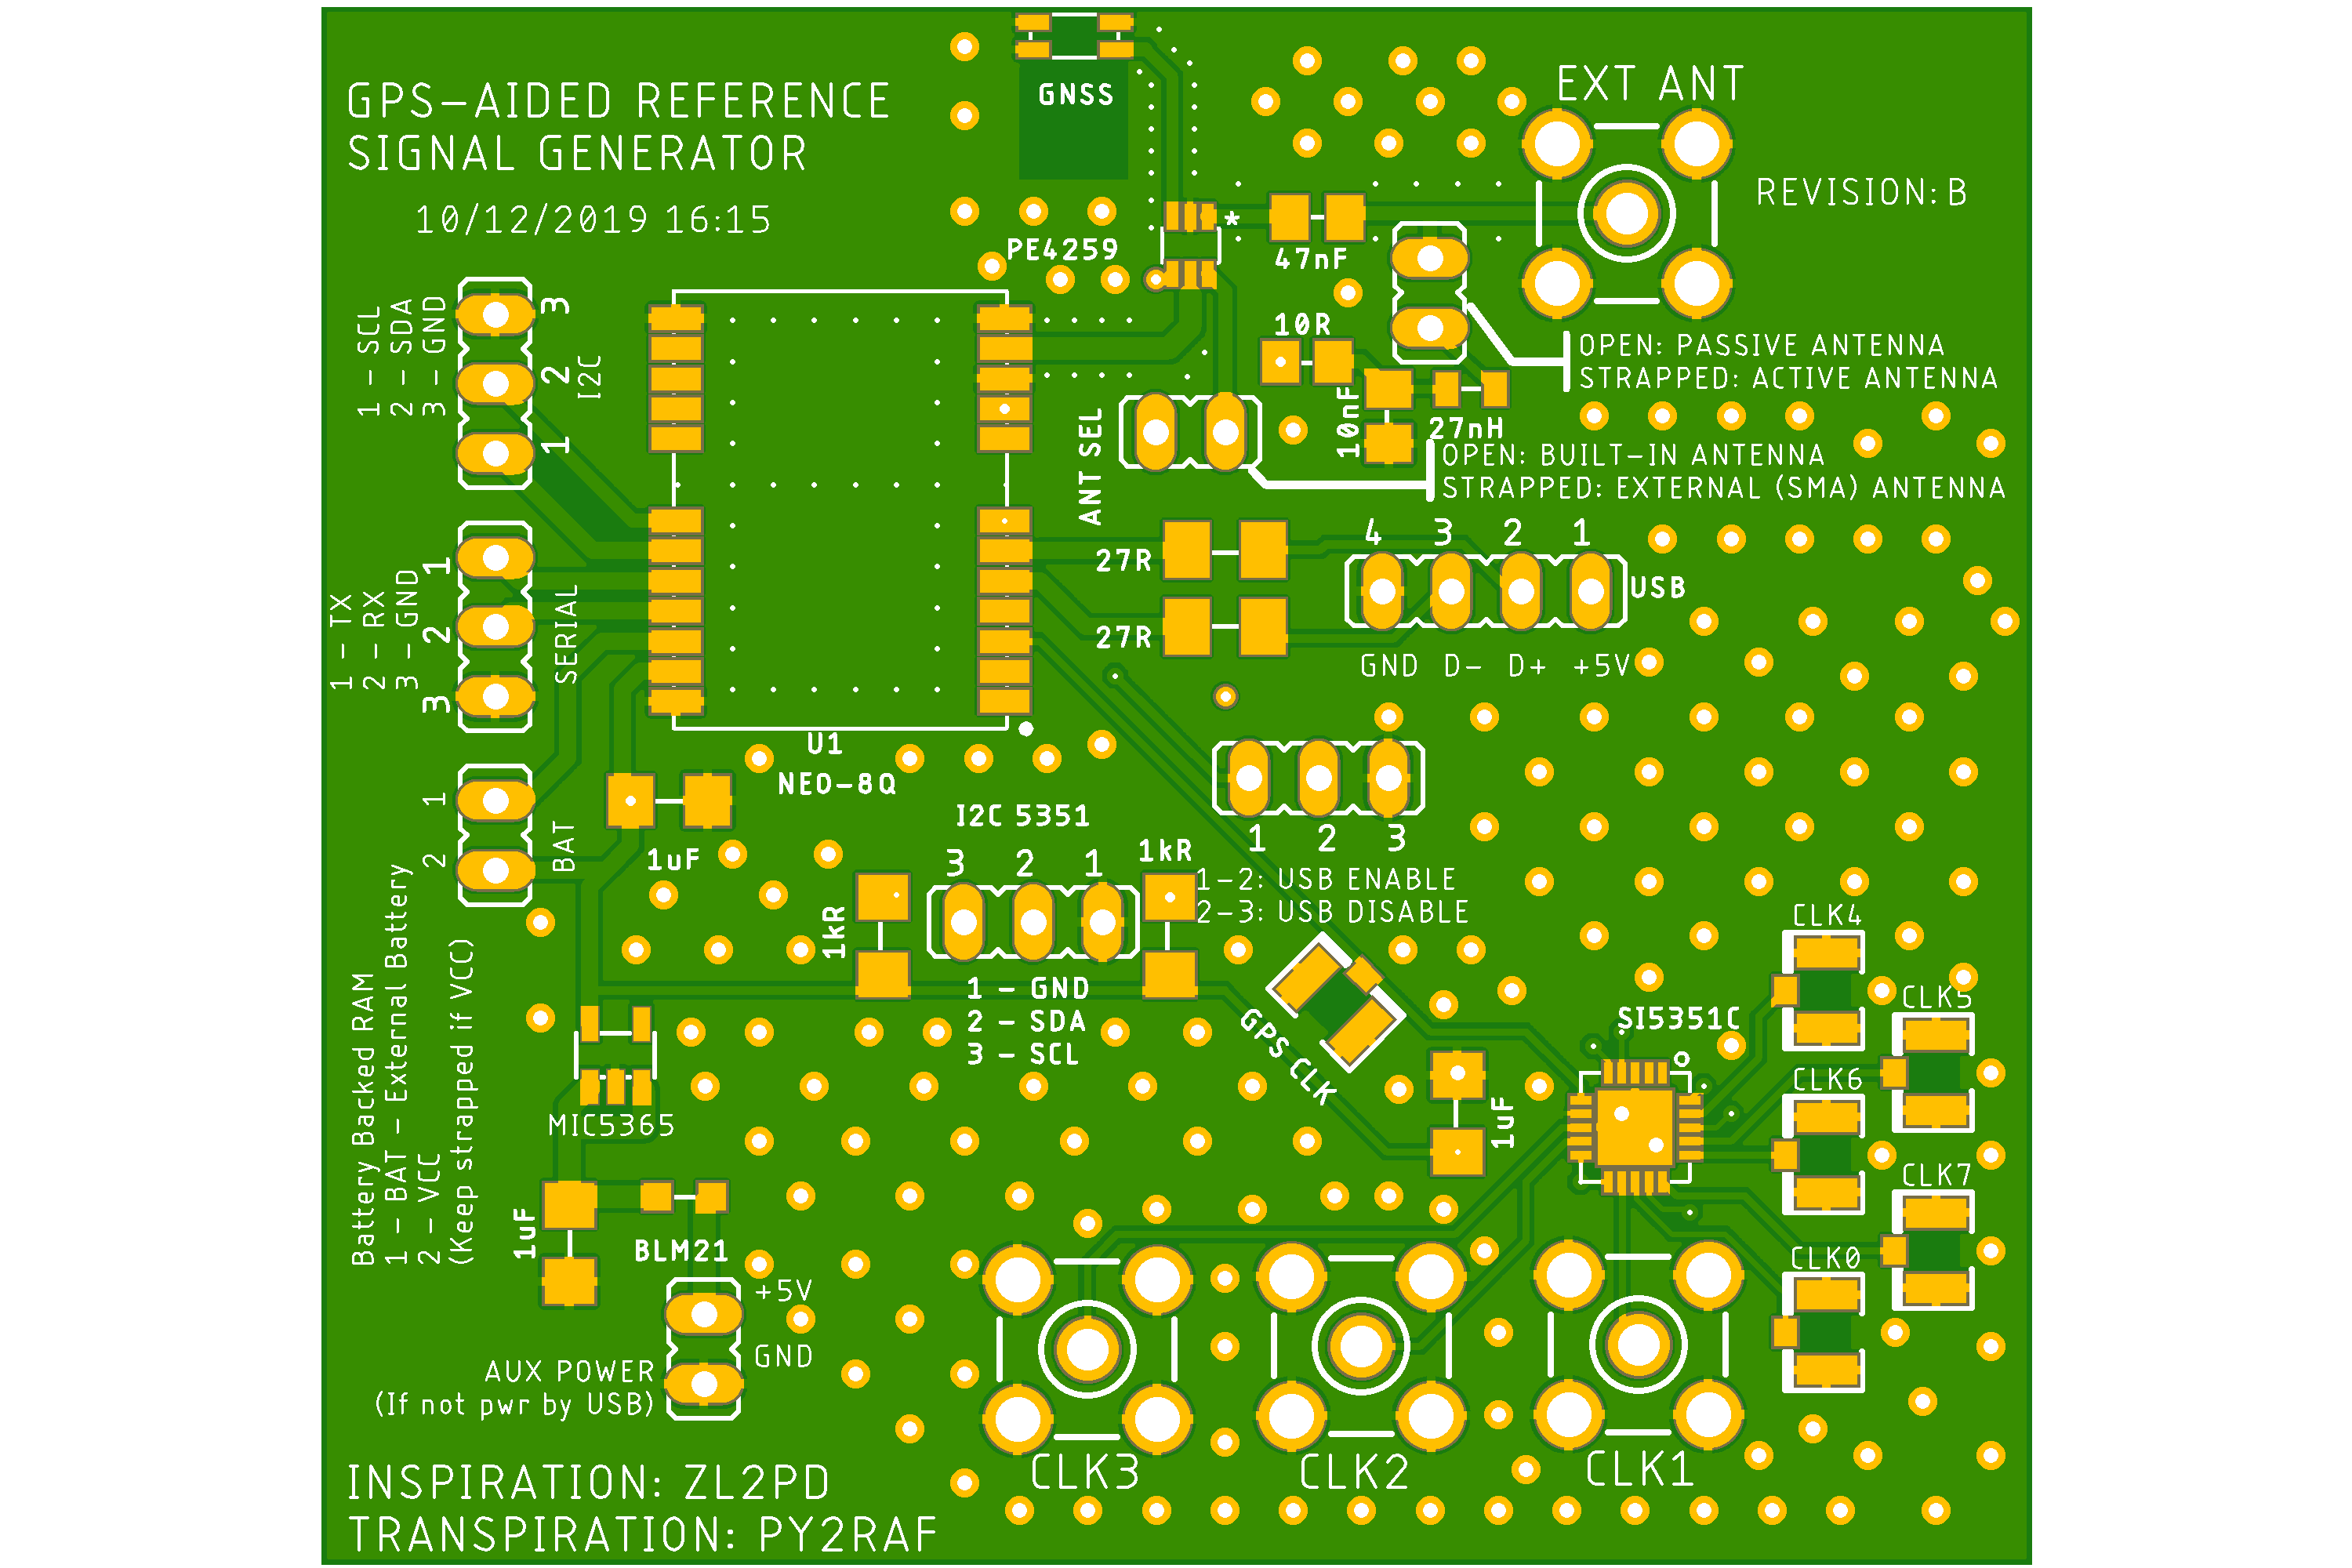 GPS-AIDED REFERENCE
SIGNAL GENERATOR
10/12/2019 16:15
GNSS
EXT ANT
REVISION: B
PE4259
*
47nF
10R
OPEN: PASSIVE ANTENNA
STRAPPED: ACTIVE ANTENNA
10nF
27nH
ANT SEL
OPEN: BUILT-IN ANTENNA
STRAPPED: EXTERNAL (SMA) ANTENNA
1 - SCL
2 - SDA
3 - GND
3
2
1
I2C
1 - TX
2 - RX
3 - GND
1
2
3
SERIAL
27R
27R
4 3 2 1
USB
GND D- D+ +5V
U1
NEO-8Q
1
2
BAT
1uF
I2C 5351
3 2 1
1kR
1kR
1 - GND
2 - SDA
3 - SCL
1 2 3
1-2: USB ENABLE
2-3: USB DISABLE
Battery Backed RAM
1 - BAT - External Battery
2 - VCC
(Keep strapped if VCC)
MIC5365
GPS CLK
1uF
SI5351C
CLK4
CLK5
CLK6
CLK7
CLK0
1uF
BLM21
+5V
GND
AUX POWER
(If not pwr by USB)
CLK3
CLK2
CLK1
INSPIRATION: ZL2PD
TRANSPIRATION: PY2RAF